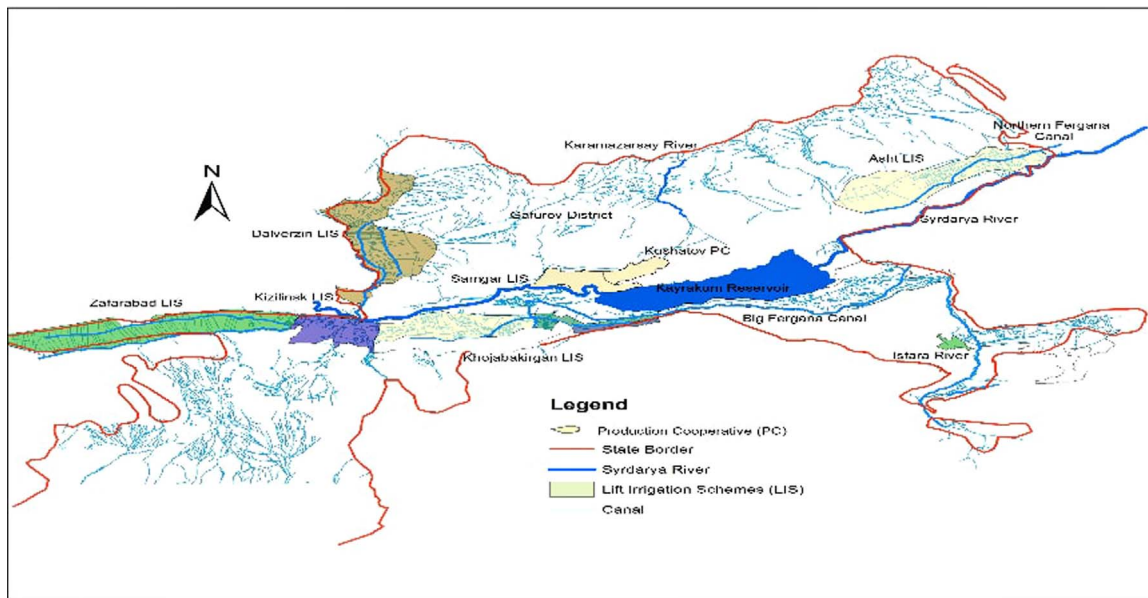 Northern Fergana
Canal
Karamazarsay River
Asht LIS
N
Gafurov District
Syrdarya River
Dalverzin LIS
Kushatov PC
Samgar LIS
Kayrakum Reservoir
Kizilinsk LIS
Zafarabad LIS
Big Fergana Canal
Khojabakirgan LIS
Isfara River
Legend
Production Cooperative (PC)
State Border
Syrdarya River
Lift Irrigation Schemes (LIS)
Canal